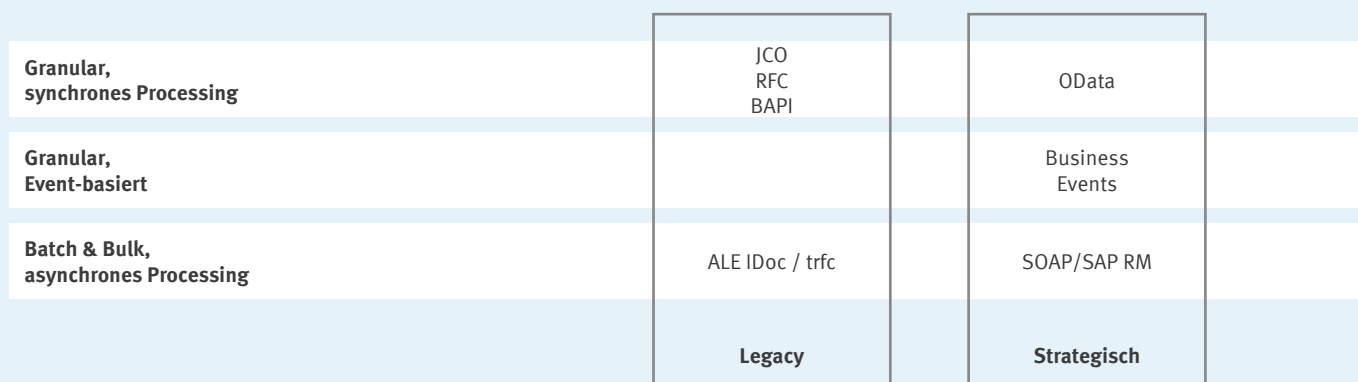 Granular,
synchrones Processing
JCO
RFC
BAPI
OData
Granular,
Event-basiert
Business
Events
Batch & Bulk,
asynchrones Processing
ALE IDoc / trfc
SOAP/SAP RM
Legacy
Strategisch